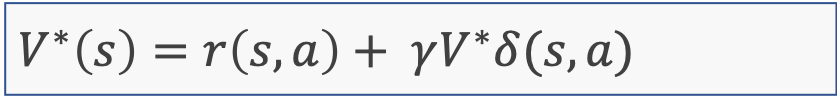 V*(s) = r(s,a) + γV*δ(s,a)